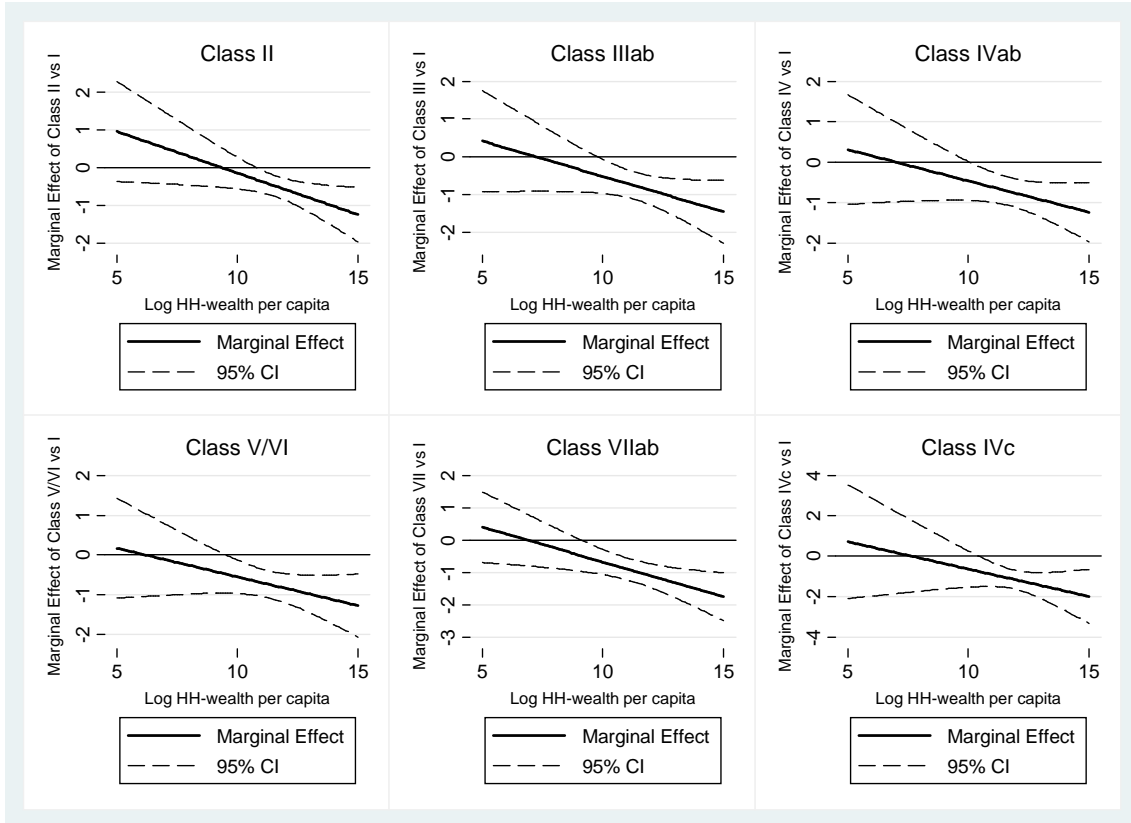 Class II
Marginal Effect of Class II vs I
2
1
0
-1
-2
5 10 15
Log HH-wealth per capita
Marginal Effect
95% CI
Class IIIab
Marginal Effect of Class III vs I
2
1
0
-1
-2
5 10 15
Log HH-wealth per capita
Marginal Effect
95% CI
Class IVab
Marginal Effect of Class IV vs I
2
1
0
-1
-2
5 10 15
Log HH-wealth per capita
Marginal Effect
95% CI
Class V/VI
Marginal Effect of Class V/VI vs I
2
1
0
-1
-2
5 10 15
Log HH-wealth per capita
Marginal Effect
95% CI
Class VIIab
Marginal Effect of Class VII vs I
2
1
0
-1
-2
-3
5 10 15
Log HH-wealth per capita
Marginal Effect
95% CI
Class IVc
Marginal Effect of Class IVc vs I
4
2
0
-2
-4
5 10 15
Log HH-wealth per capita
Marginal Effect
95% CI